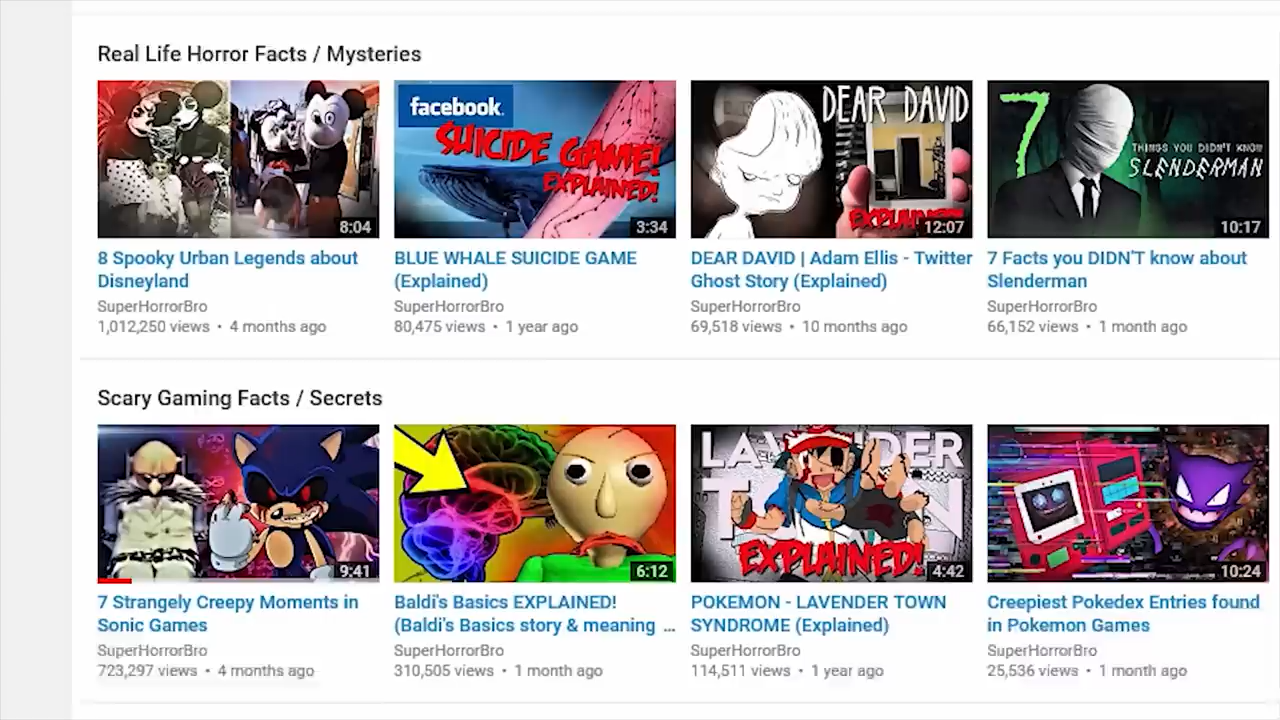 Real Life Horror Facts / Mysteries
facebook.
SUICIDE GAME!
EXPLAINED!
DEAR DAVID
EXPLAINED!
7
THINGS YOU DIDN'T KNOW
SLENDERMAN
8:04
3:34
12:07
10:17
8 Spooky Urban Legends about
Disneyland
SuperHorrorBro
1,012,250 views • 4 months ago
BLUE WHALE SUICIDE GAME
(Explained)
SuperHorrorBro
80,475 views • 1 year ago
DEAR DAVID | Adam Ellis - Twitter
Ghost Story (Explained)
SuperHorrorBro
69,518 views • 10 months ago
7 Facts you DIDN'T know about
Slenderman
SuperHorrorBro
66,152 views • 1 month ago
Scary Gaming Facts / Secrets
LAVENDER
TOWN
EXPLAINED!
9:41
6:12
4:42
10:24
7 Strangely Creepy Moments in
Sonic Games
SuperHorrorBro
723,297 views • 4 months ago
Baldi's Basics EXPLAINED!
(Baldi's Basics story & meaning ...
SuperHorrorBro
310,505 views • 1 month ago
POKEMON - LAVENDER TOWN
SYNDROME (Explained)
SuperHorrorBro
114,511 views • 1 year ago
Creepiest Pokedex Entries found
in Pokemon Games
SuperHorrorBro
25,536 views • 1 month ago